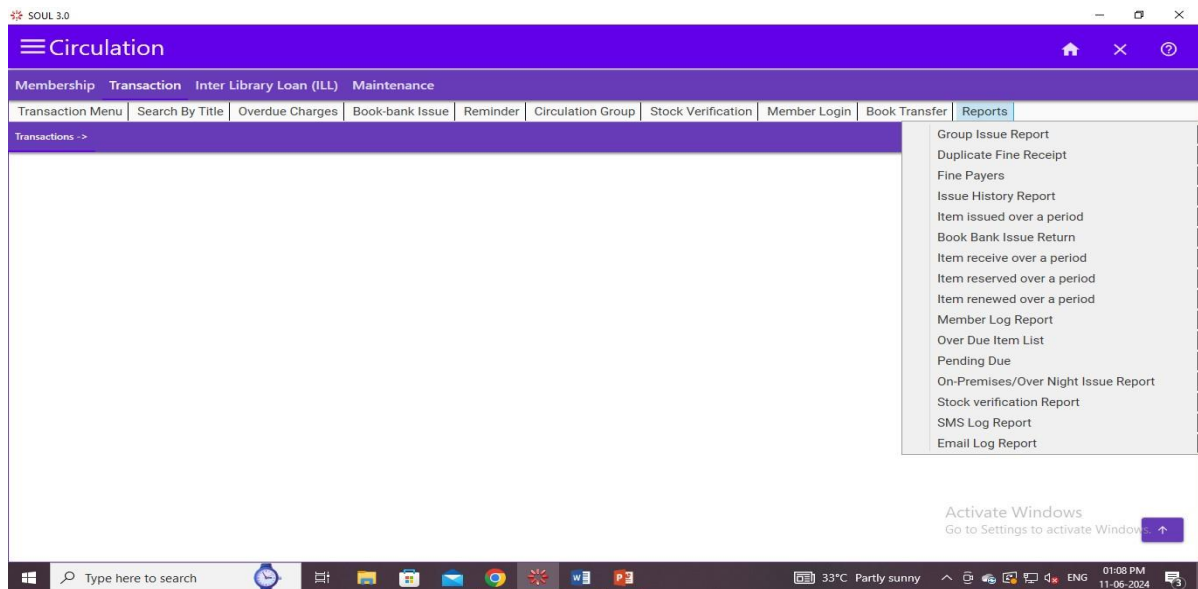 SOUL 3.0
Circulation
Membership Transaction Inter Library Loan (ILL) Maintenance
Transaction Menu Search By Title Overdue Charges Book-bank Issue Reminder Circulation Group Stock Verification Member Login Book Transfer Reports
Transactions ->
Group Issue Report
Duplicate Fine Receipt
Fine Payers
Issue History Report
Item issued over a period
Book Bank Issue Return
Item receive over a period
Item reserved over a period
Item renewed over a period
Member Log Report
Over Due Item List
Pending Due
On-Premises/Over Night Issue Report
Stock verification Report
SMS Log Report
Email Log Report
Activate Windows
Go to Settings to activate Windows.
Type here to search 33°C Partly sunny ENG 01:08 PM
11-06-2024 3